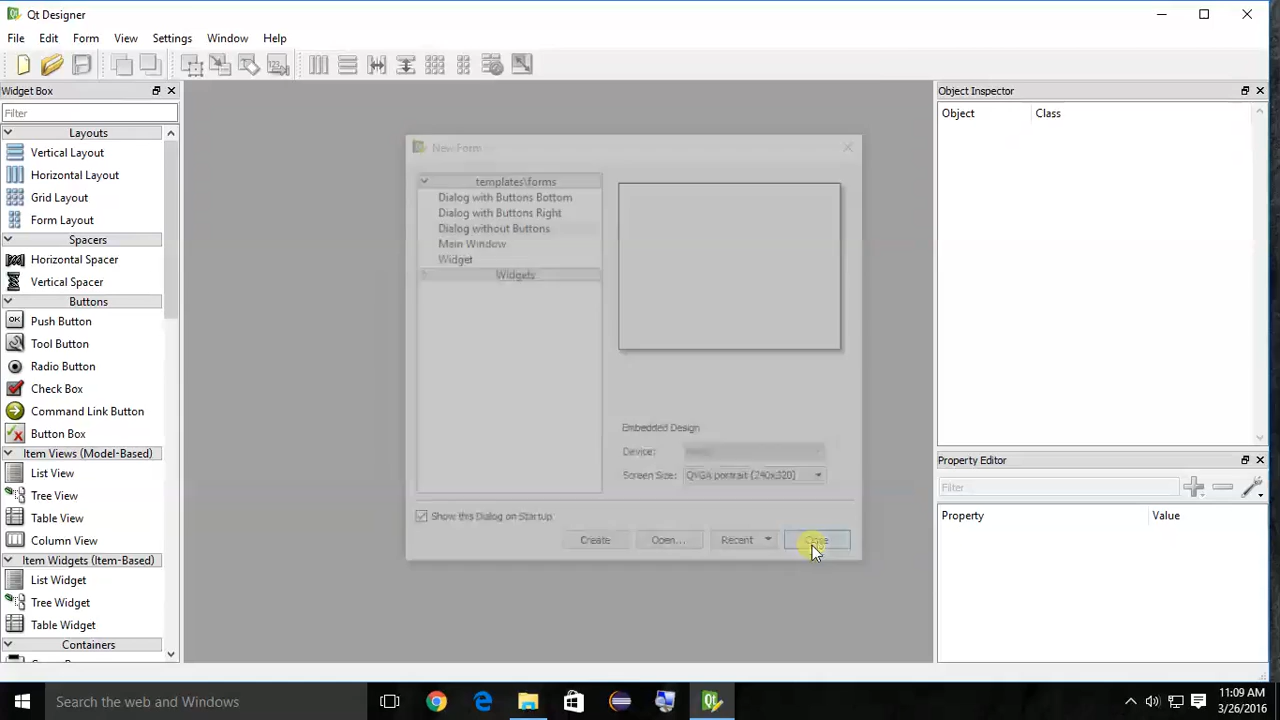 Qt Designer
File Edit Form View Settings Window Help
Widget Box
Filter
Layouts
Vertical Layout
Horizontal Layout
Grid Layout
Form Layout
Spacers
Horizontal Spacer
Vertical Spacer
Buttons
OK Push Button
Tool Button
Radio Button
Check Box
Command Link Button
Button Box
Item Views (Model-Based)
List View
Tree View
Table View
Column View
Item Widgets (Item-Based)
List Widget
Tree Widget
Table Widget
Containers
New Form
templates\forms
Dialog with Buttons Bottom
Dialog with Buttons Right
Dialog without Buttons
Main Window
Widget
Widgets
Embedded Design
Device:
Screen Size: QVGA portrait (240x320)
Show this Dialog on Startup
Create Open... Recent Close
Object Inspector
Object Class
Property Editor
Filter
Property Value
Search the web and Windows
11:09 AM
3/26/2016